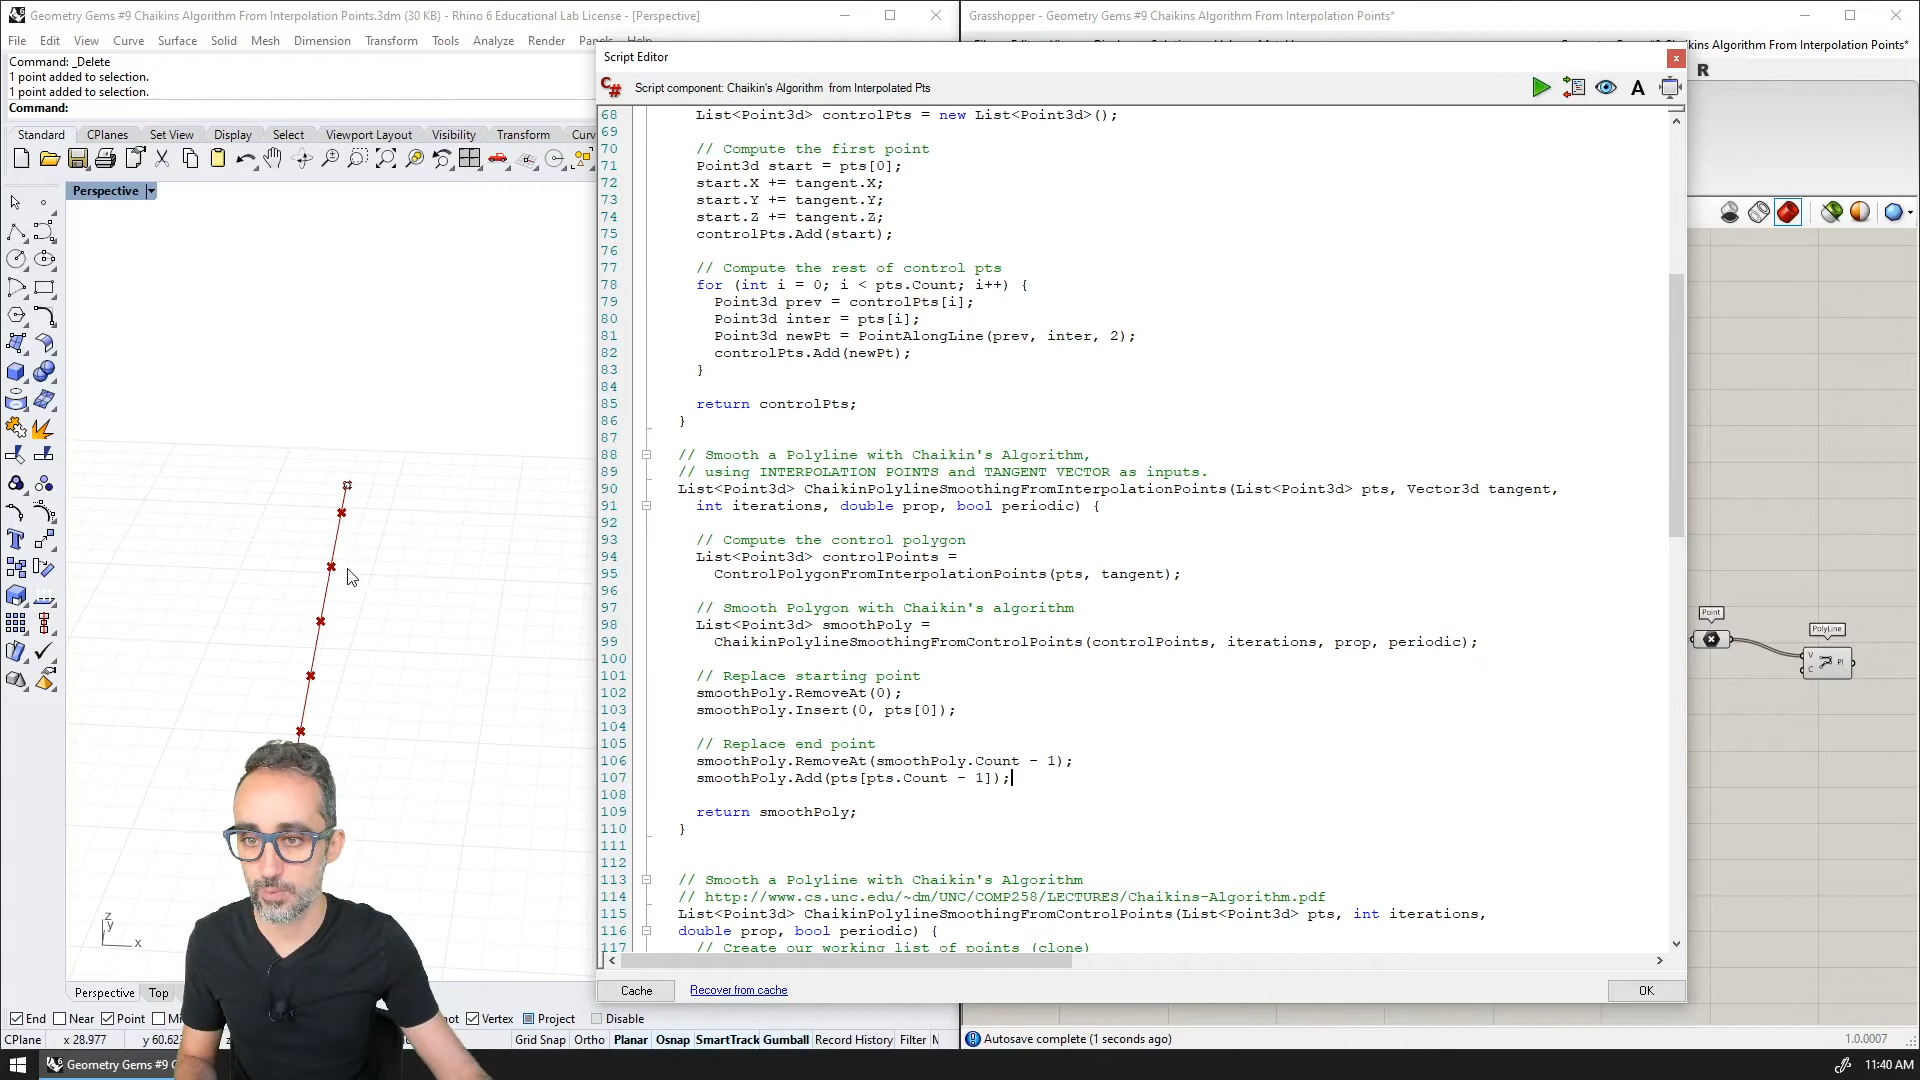 Geometry Gems #9 Chaikins Algorithm From Interpolation Points.3dm (30 KB) - Rhino 6 Educational Lab License - [Perspective]
Grasshopper - Geometry Gems #9 Chaikins Algorithm From Interpolation Points*
File Edit View Curve Surface Solid Mesh Dimension Transform Tools Analyze Render
kins Algorithm From Interpolation Points*
Command: _Delete
1 point added to selection.
1 point added to selection.
Command:
Standard CPlanes Set View Display Select Viewport Layout Visibility Transform Curv
Perspective
Script Editor
Script component: Chaikin's Algorithm from Interpolated Pts
A
R
68 List<Point3d> controlPts = new List<Point3d>();
69
70 // Compute the first point
71 Point3d start = pts[0];
72 start.X += tangent.X;
73 start.Y += tangent.Y;
74 start.Z += tangent.Z;
75 controlPts.Add(start);
76
77 // Compute the rest of control pts
78 for (int i = 0; i < pts.Count; i++) {
79 Point3d prev = controlPts[i];
80 Point3d inter = pts[i];
81 Point3d newPt = PointAlongLine(prev, inter, 2);
82 controlPts.Add(newPt);
83 }
84
85 return controlPts;
86 }
87
88 // Smooth a Polyline with Chaikin's Algorithm,
89 // using INTERPOLATION POINTS and TANGENT VECTOR as inputs.
90 List<Point3d> ChaikinPolylineSmoothingFromInterpolationPoints(List<Point3d> pts, Vector3d tangent,
91 int iterations, double prop, bool periodic) {
92
93 // Compute the control polygon
94 List<Point3d> controlPoints =
95 ControlPolygonFromInterpolationPoints(pts, tangent);
96
97 // Smooth Polygon with Chaikin's algorithm
98 List<Point3d> smoothPoly =
99 ChaikinPolylineSmoothingFromControlPoints(controlPoints, iterations, prop, periodic);
100
101 // Replace starting point
102 smoothPoly.RemoveAt(0);
103 smoothPoly.Insert(0, pts[0]);
104
105 // Replace end point
106 smoothPoly.RemoveAt(smoothPoly.Count - 1);
107 smoothPoly.Add(pts[pts.Count - 1]);
108
109 return smoothPoly;
110 }
111
112
113 // Smooth a Polyline with Chaikin's Algorithm
114 // http://www.cs.unc.edu/~dm/UNC/COMP258/LECTURES/Chaikins-Algorithm.pdf
115 List<Point3d> ChaikinPolylineSmoothingFromControlPoints(List<Point3d> pts, int iterations,
116 double prop, bool periodic) {
117 // Create our working list of points (clone)
Cache Recover from cache OK
Point
PolyLine
V
C
Pl
z
y
x
Perspective Top
End Near Point Vertex Project Disable
CPlane x 28.977 Grid Snap Ortho Planar Osnap SmartTrack Gumball Record History Filter
Autosave complete (1 seconds ago)
1.0.0007
Geometry Gems #9 C
11:40 AM